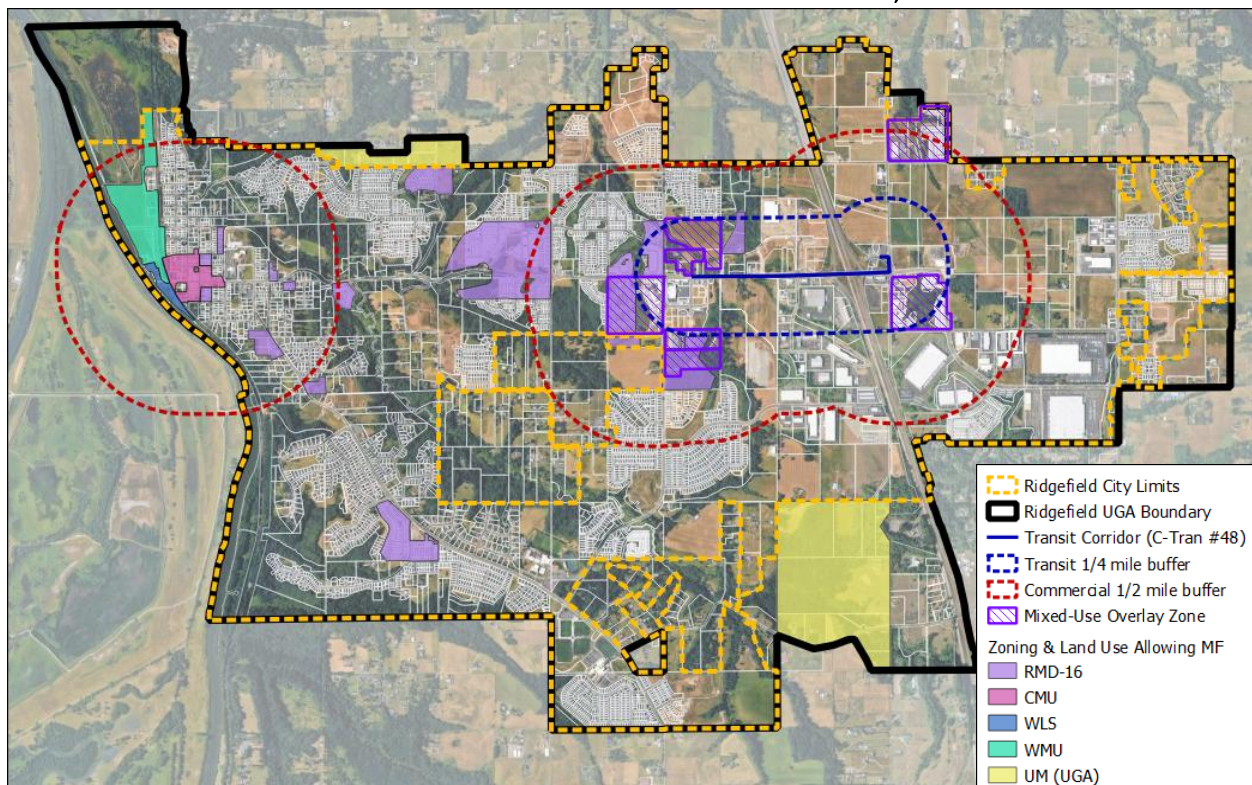 Ridgefield City Limits
Ridgefield UGA Boundary
Transit Corridor (C-Tran #48)
Transit 1/4 mile buffer
Commercial 1/2 mile buffer
Mixed-Use Overlay Zone
Zoning & Land Use Allowing MF
RMD-16
CMU
WLS
WMU
UM (UGA)